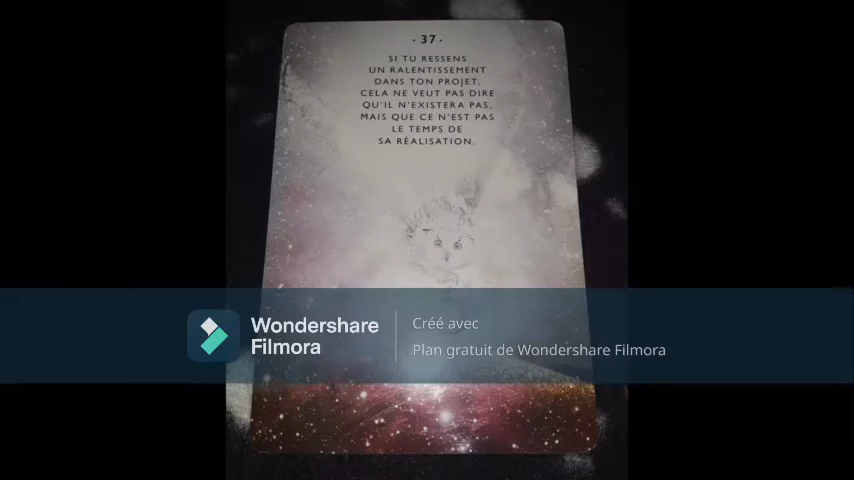 · 37 ·
SI TU RESSENS
UN RALENTISSEMENT
DANS TON PROJET,
CELA NE VEUT PAS DIRE
QU'IL N'EXISTERA PAS,
MAIS QUE CE N'EST PAS
LE TEMPS DE
SA RÉALISATION.
Wondershare
Filmora
Créé avec
Plan gratuit de Wondershare Filmora